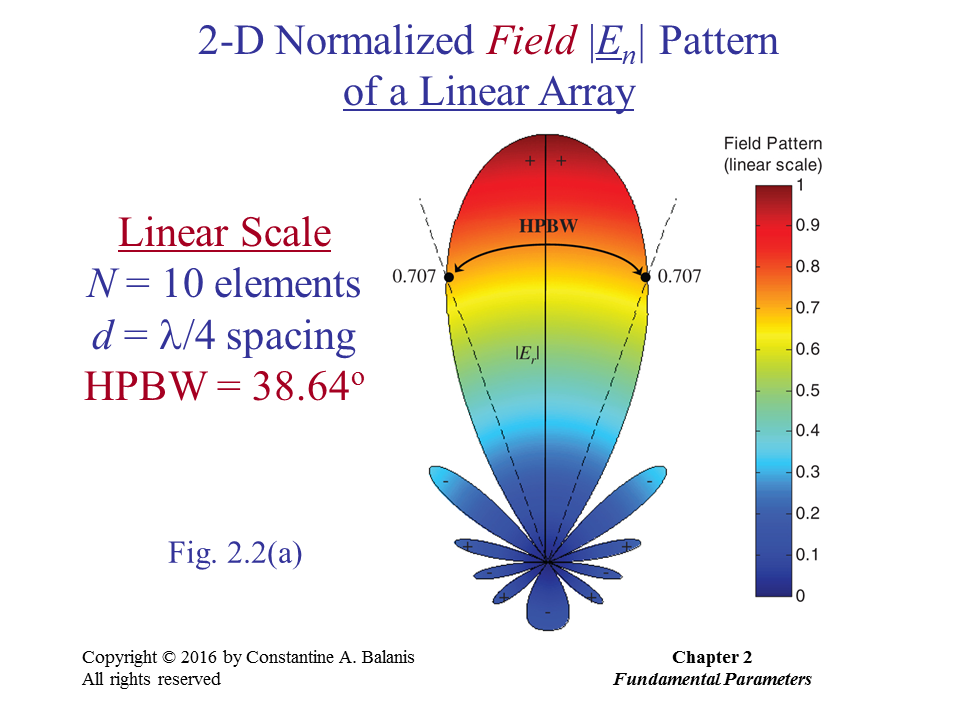 2-D Normalized Field |En| Pattern
of a Linear Array
Field Pattern
(linear scale)
Linear Scale
N = 10 elements
d = λ/4 spacing
HPBW = 38.64º
Fig. 2.2(a)
+ +
HPBW
0.707 0.707
|Er|
- -
+ +
- -
+ +
-
1
0.9
0.8
0.7
0.6
0.5
0.4
0.3
0.2
0.1
0
Copyright © 2016 by Constantine A. Balanis
All rights reserved
Chapter 2
Fundamental Parameters